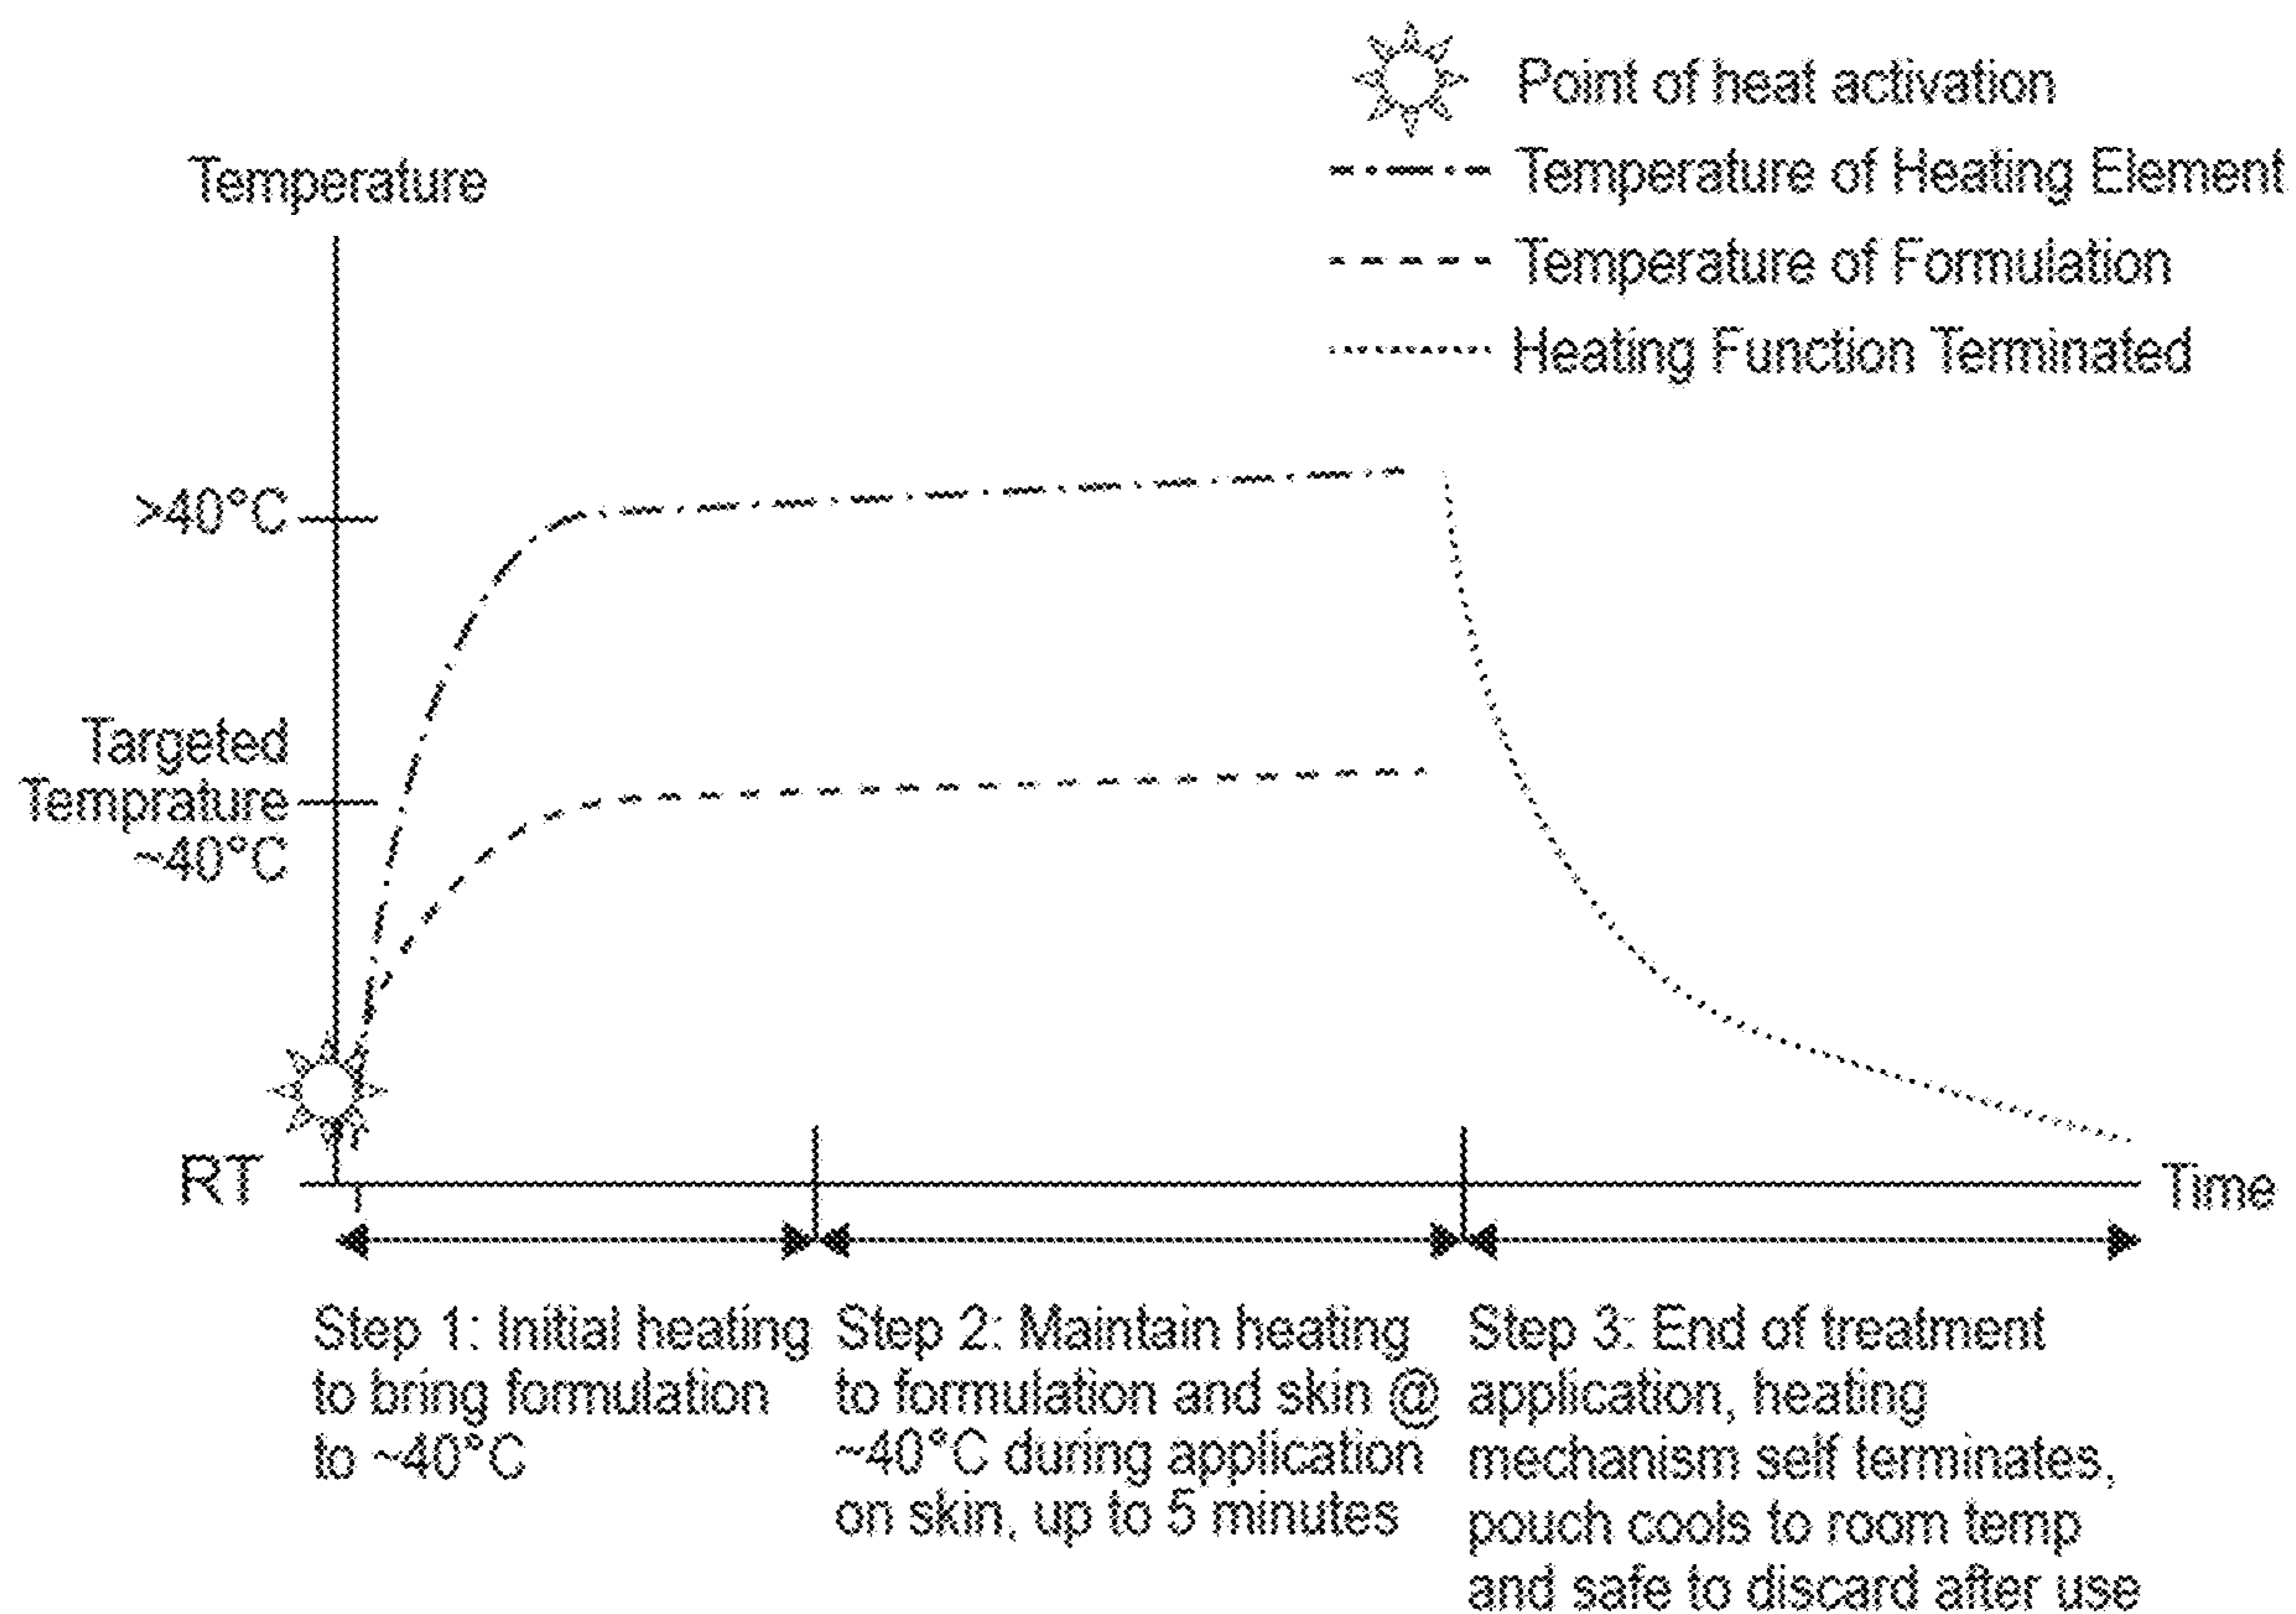 Point of heat activation
Temperature of Heating Element
Temperature of Formulation
Heating Function Terminated
Temperature
>40°C
Targeted
Temprature
~40°C
RT
Time
Step 1: Initial heating
to bring formulation
to ~40°C
Step 2: Maintain heating
to formulation and skin @
~40°C during application
on skin, up to 5 minutes
Step 3: End of treatment
application, heating
mechanism self terminates,
pouch cools to room temp
and safe to discard after use